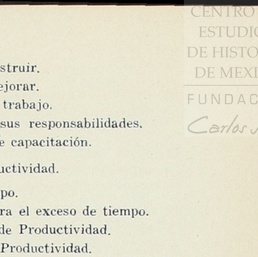 CENTRO
ESTUDIO
DE HISTO
DE MEXI
FUNDAC
Carlos
struir.
ejorar.
trabajo.
sus responsabilidades.
e capacitación.
uctividad.
po.
ra el exceso de tiempo.
de Productividad.
Productividad.